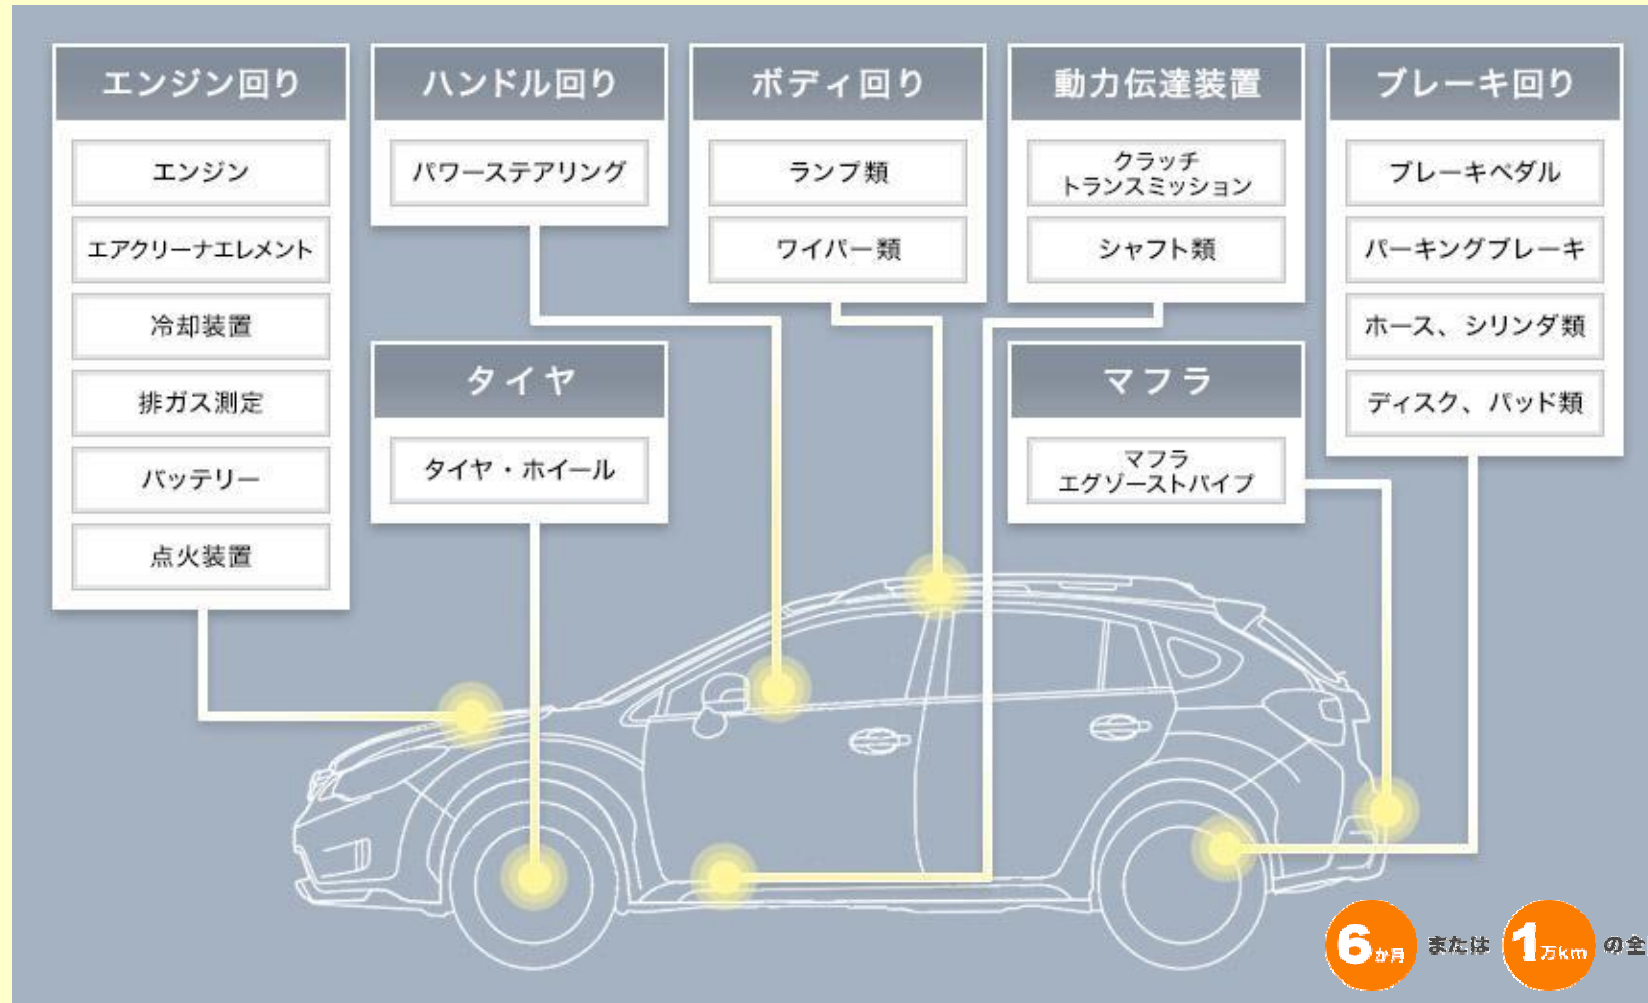 エンジン回り
エンジン
エアクリーナエレメント
冷却装置
排ガス測定
バッテリー
点火装置
ハンドル回り
パワーステアリング
タイヤ
タイヤ・ホイール
ボディ回り
ランプ類
ワイパー類
動力伝達装置
クラッチ
トランスミッション
シャフト類
マフラ
マフラ
エグゾーストパイプ
ブレーキ回り
ブレーキペダル
パーキングブレーキ
ホース、シリンダ類
ディスク、パッド類
6か月 または 1万km の全